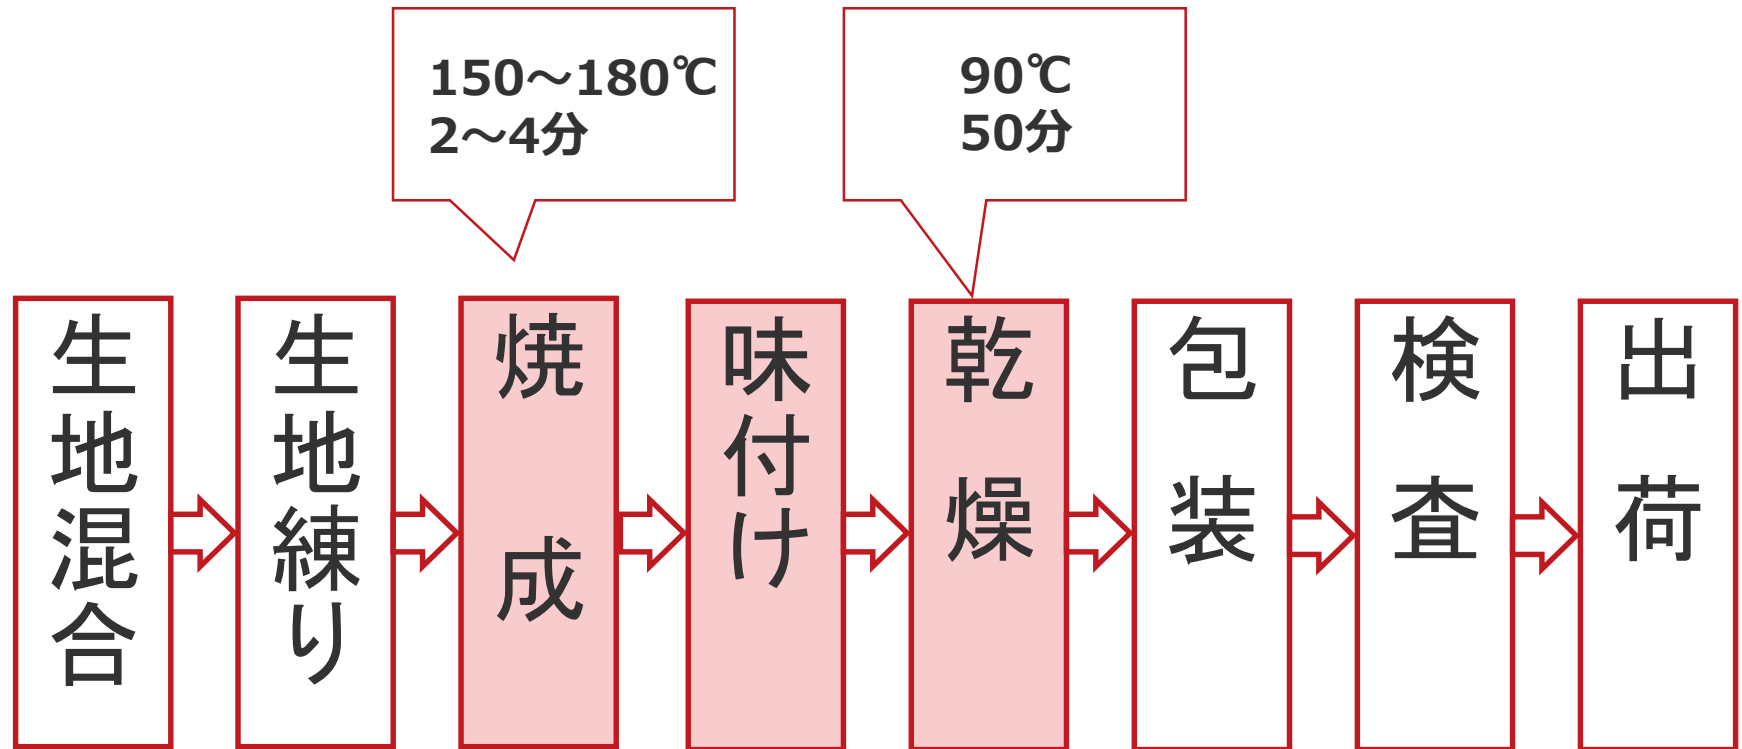 150～180℃
2～4分
90℃
50分
生地混合
生地練り
焼成
味付け
乾燥
包装
検査
出荷